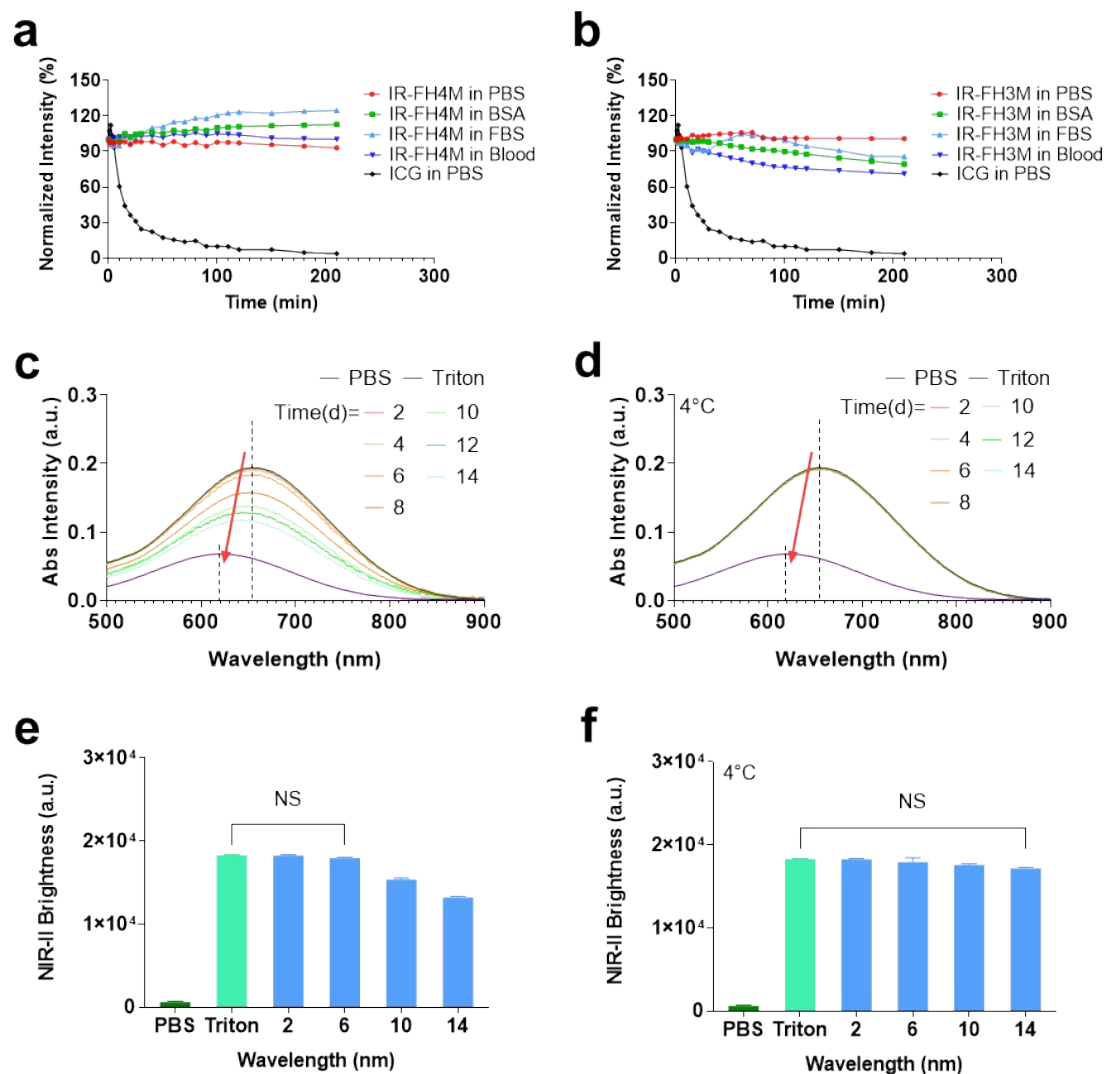 a
Normalized Intensity (%)
150
120
90
60
30
0
0
100
200
300
Time (min)
IR-FH4M in PBS
IR-FH4M in BSA
IR-FH4M in FBS
IR-FH4M in Blood
ICG in PBS
b
Normalized Intensity (%)
150
120
90
60
30
0
0
100
200
300
Time (min)
IR-FH3M in PBS
IR-FH3M in BSA
IR-FH3M in FBS
IR-FH3M in Blood
ICG in PBS
c
Abs Intensity (a.u.)
0.3
0.2
0.1
0.0
500
600
700
800
900
Wavelength (nm)
PBS Triton
Time(d)= 2 10
4 12
6 14
8
d
Abs Intensity (a.u.)
0.3
0.2
0.1
0.0
500
600
700
800
900
Wavelength (nm)
4°C
PBS Triton
Time(d)= 2 10
4 12
6 14
8
e
NIR-II Brightness (a.u.)
3×10⁴
2×10⁴
1×10⁴
0
NS
PBS Triton 2 6 10 14
Wavelength (nm)
f
NIR-II Brightness (a.u.)
3×10⁴
2×10⁴
1×10⁴
0
4°C
NS
PBS Triton 2 6 10 14
Wavelength (nm)